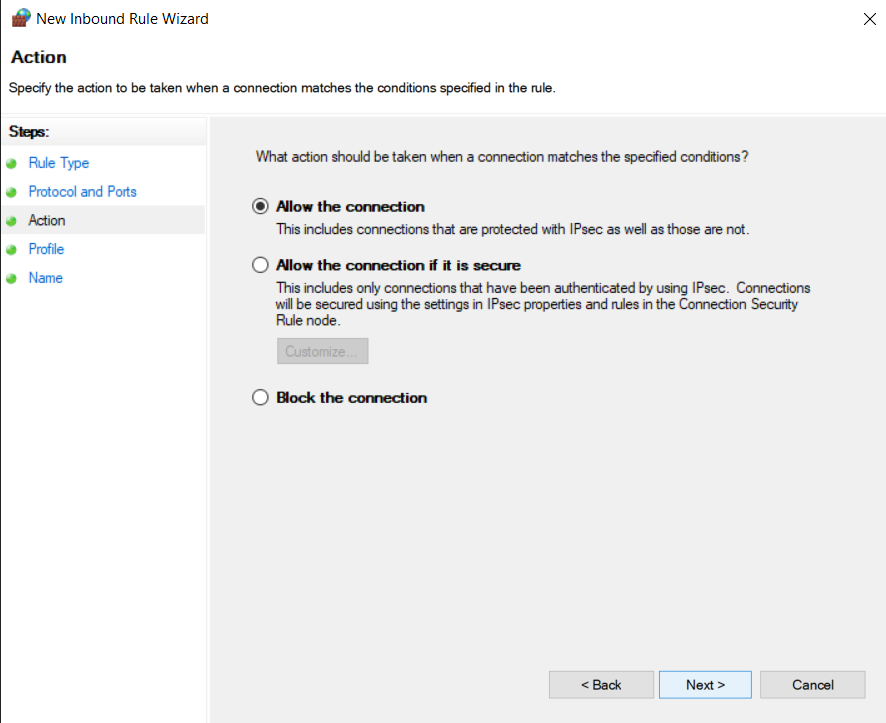 New Inbound Rule Wizard
Action
Specify the action to be taken when a connection matches the conditions specified in the rule.
Steps:
Rule Type
Protocol and Ports
Action
Profile
Name
What action should be taken when a connection matches the specified conditions?
Allow the connection
This includes connections that are protected with IPsec as well as those are not.
Allow the connection if it is secure
This includes only connections that have been authenticated by using IPsec. Connections
will be secured using the settings in IPsec properties and rules in the Connection Security
Rule node.
Customize...
Block the connection
< Back
Next >
Cancel